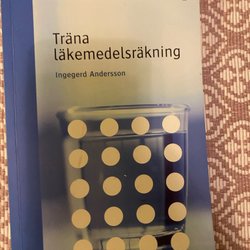 Träna
läkemedelsräkning
Ingegerd Andersson